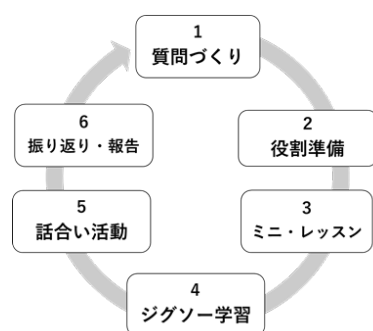 1
質問づくり
2
役割準備
3
ミニ・レッスン
4
ジグソー学習
5
話合い活動
6
振り返り・報告